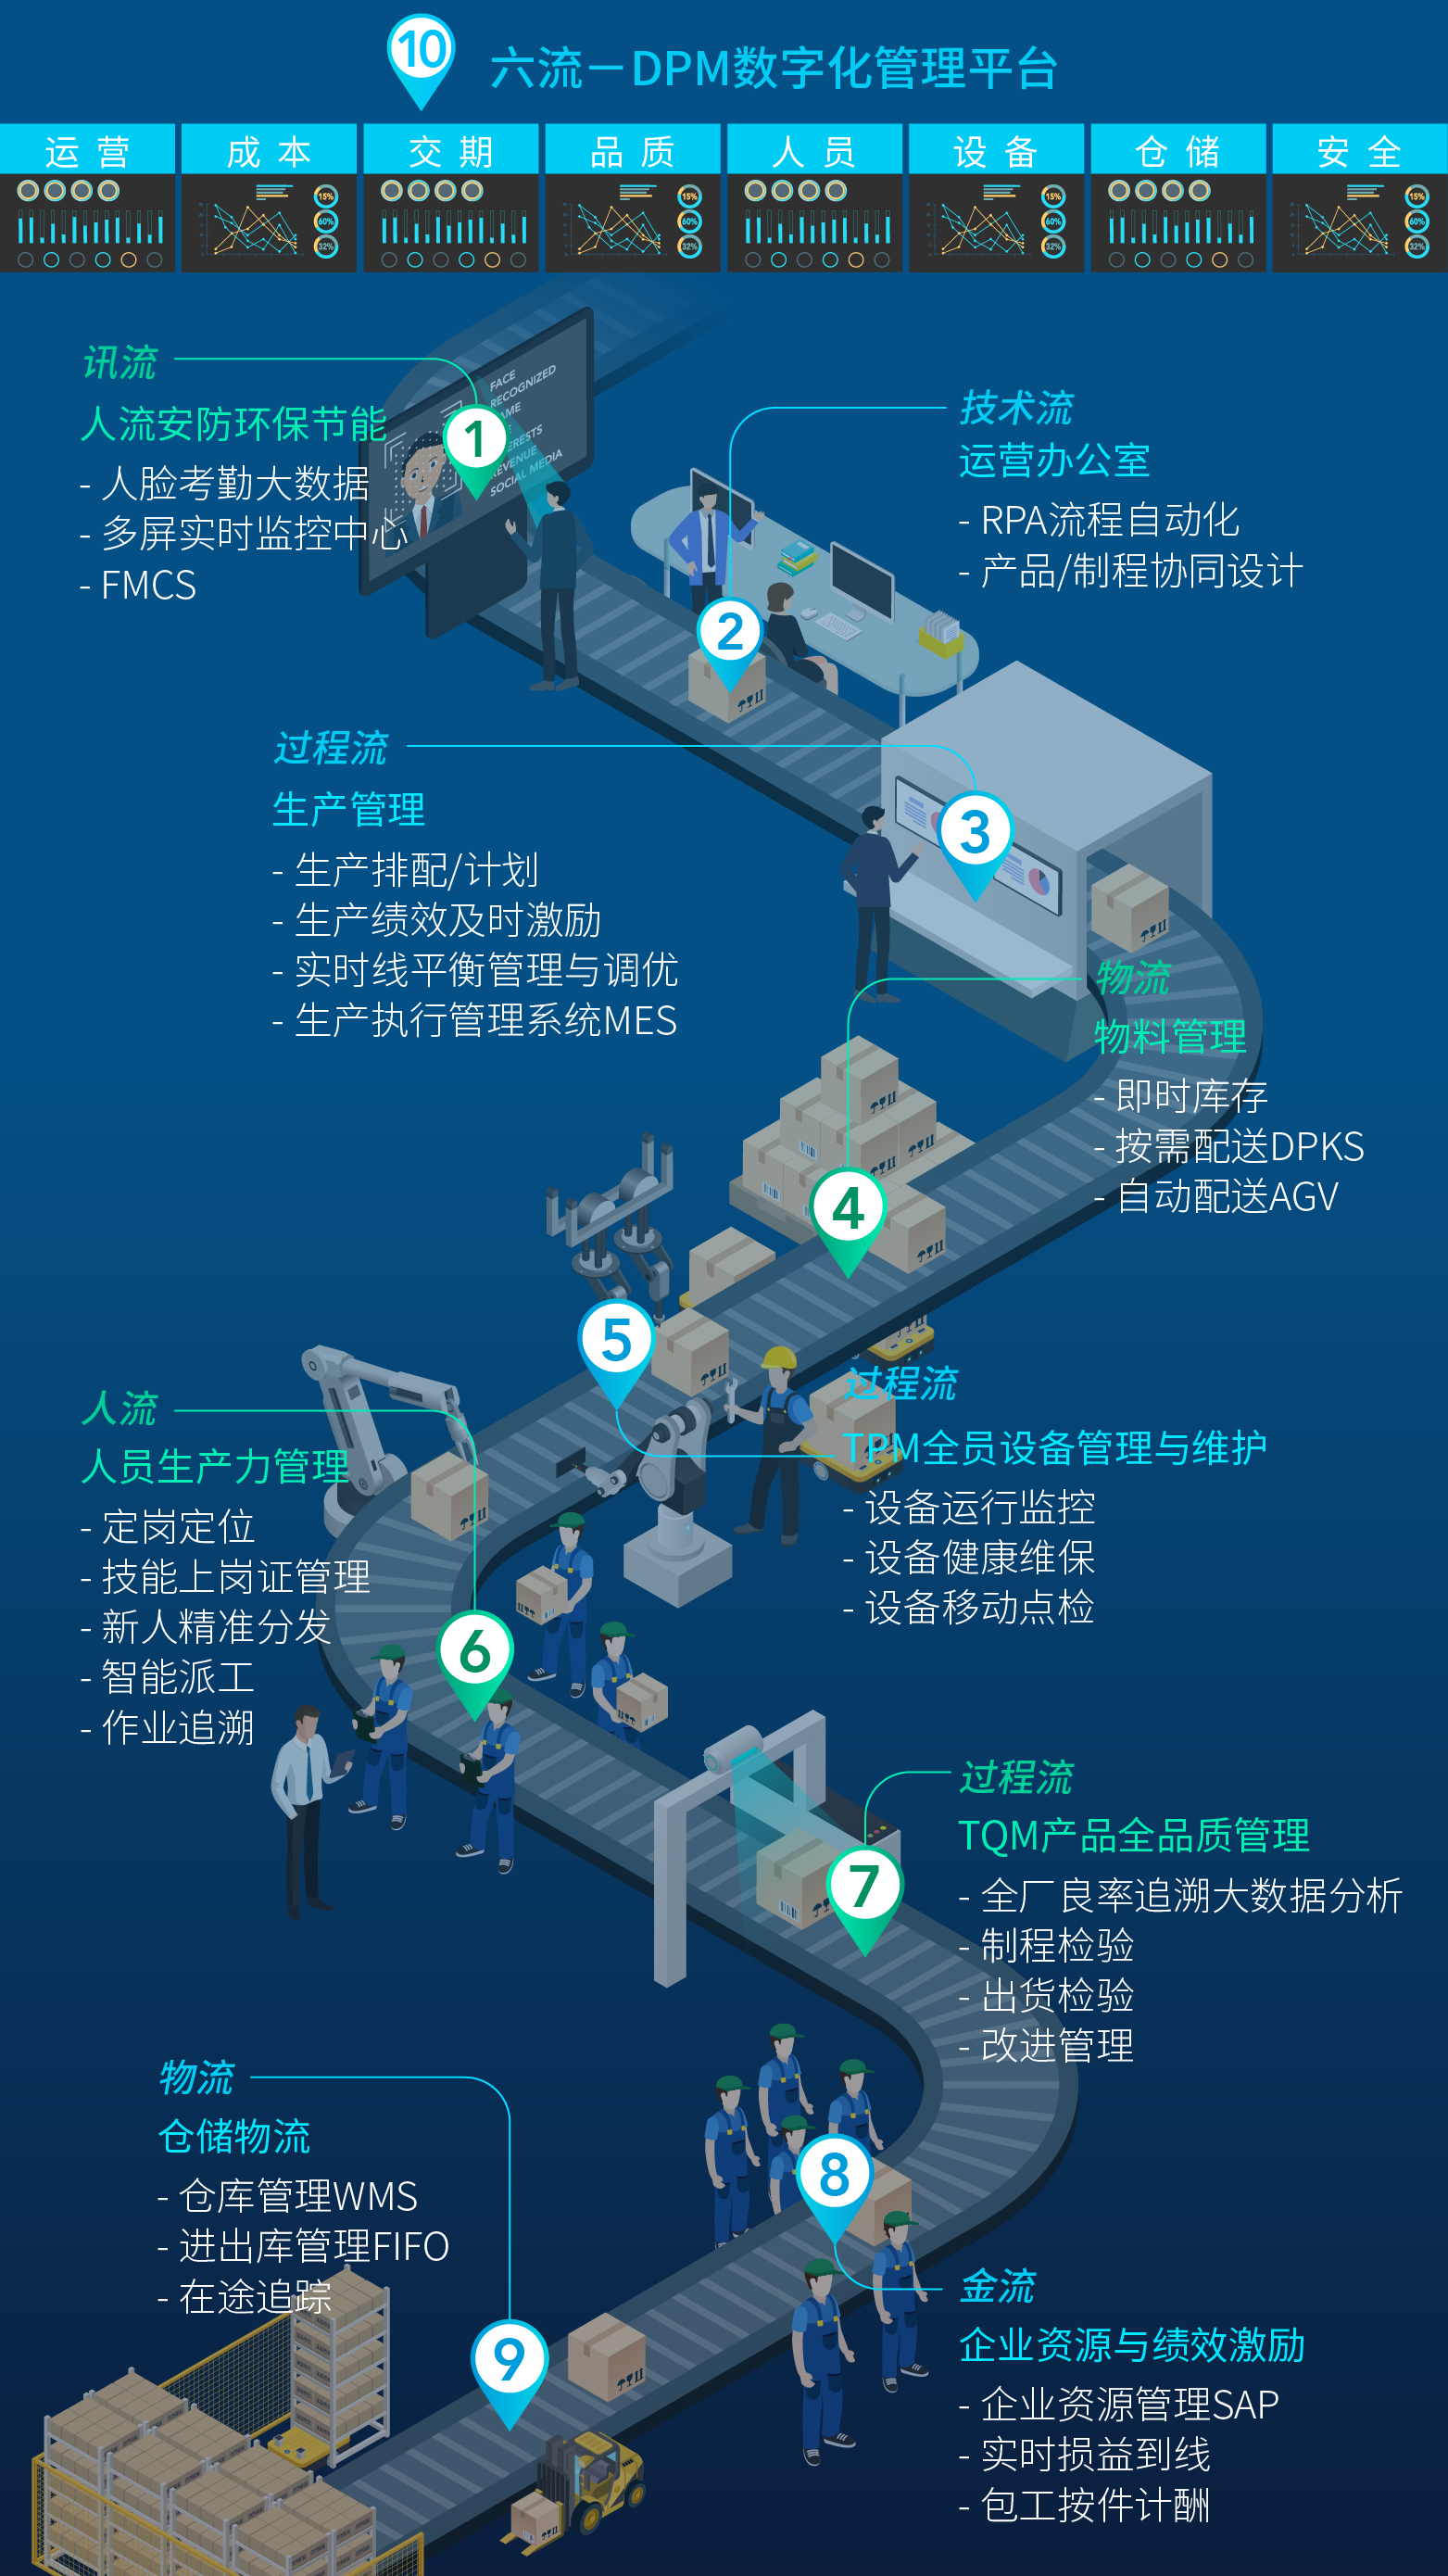 10
六流－DPM数字化管理平台
运营 成本 交期 品质 人员 设备 仓储 安全
15%
60%
32%
15%
60%
32%
15%
60%
32%
15%
60%
32%
讯流
人流安防环保节能
- 人脸考勤大数据
- 多屏实时监控中心
- FMCS
FACE
RECOGNIZED
SOCIAL MEDIA
1
技术流
运营办公室
- RPA流程自动化
- 产品/制程协同设计
2
过程流
生产管理
- 生产排配/计划
- 生产绩效及时激励
- 实时线平衡管理与调优
- 生产执行管理系统MES
3
物流
物料管理
- 即时库存
- 按需配送DPKS
- 自动配送AGV
4
5
过程流
TPM全员设备管理与维护
- 设备运行监控
- 设备健康维保
- 设备移动点检
人流
人员生产力管理
- 定岗定位
- 技能上岗证管理
- 新人精准分发
- 智能派工
- 作业追溯
6
过程流
TQM产品全品质管理
- 全厂良率追溯大数据分析
- 制程检验
- 出货检验
- 改进管理
7
物流
仓储物流
- 仓库管理WMS
- 进出库管理FIFO
- 在途追踪
8
金流
企业资源与绩效激励
- 企业资源管理SAP
- 实时损益到线
- 包工按件计酬
9